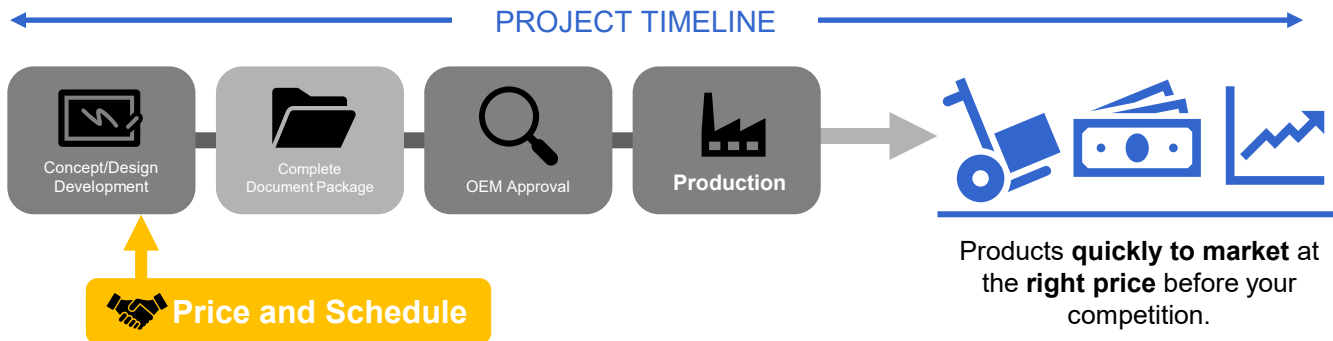 PROJECT TIMELINE
Concept/Design
Development
Complete
Document Package
OEM Approval
Production
Price and Schedule
Products quickly to market at
the right price before your
competition.